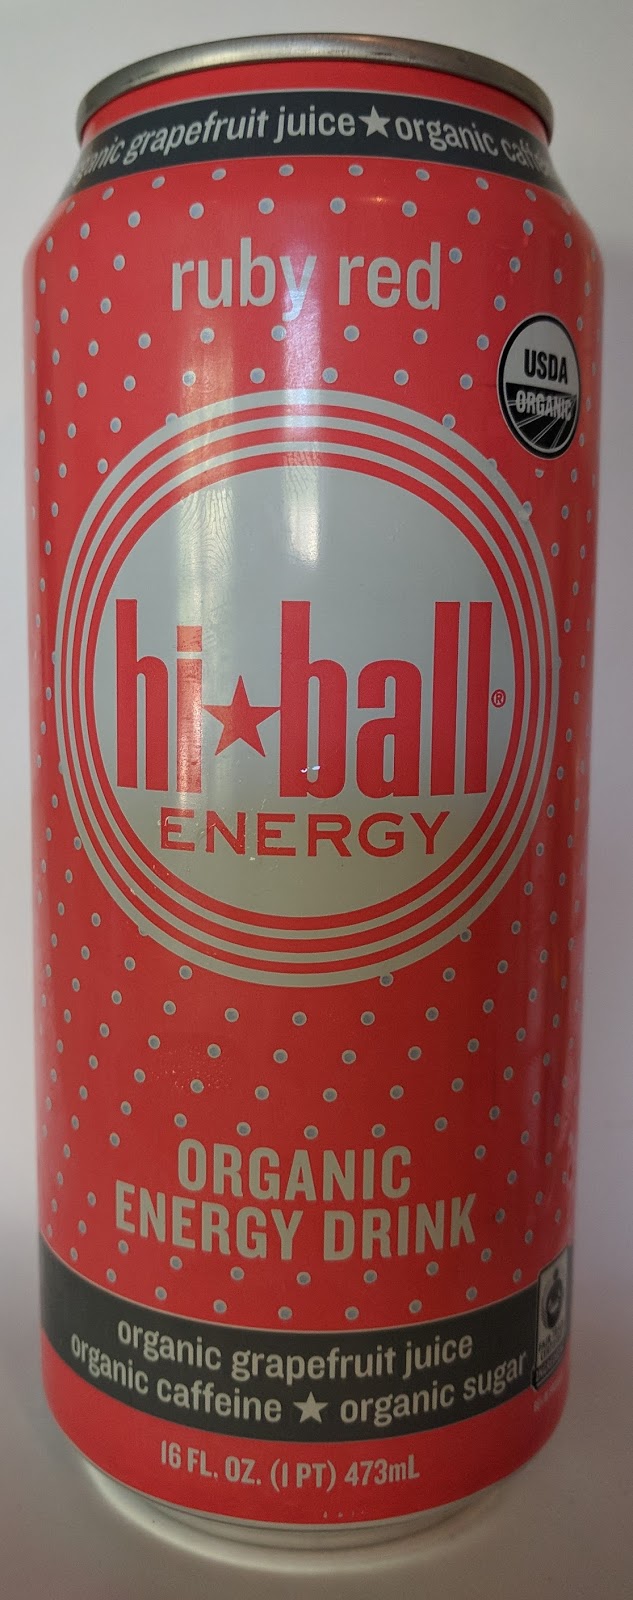 grapefruit juice★organic
ruby red
USDA
ORGANIC
hi★ball®
ENERGY
ORGANIC
ENERGY DRINK
organic grapefruit juice
organic caffeine ★ organic sugar
16 FL. OZ. (1 PT) 473mL